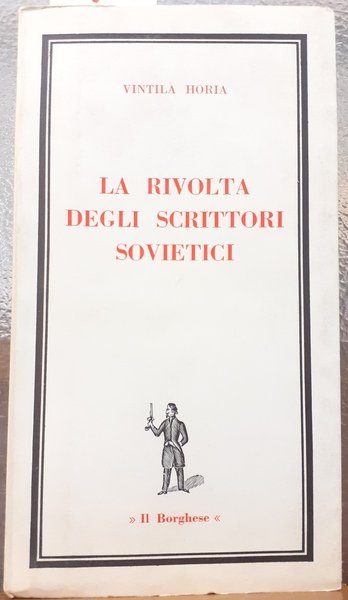 VINTILA HORIA
LA RIVOLTA
DEGLI SCRITTORI
SOVIETICI
» Il Borghese «